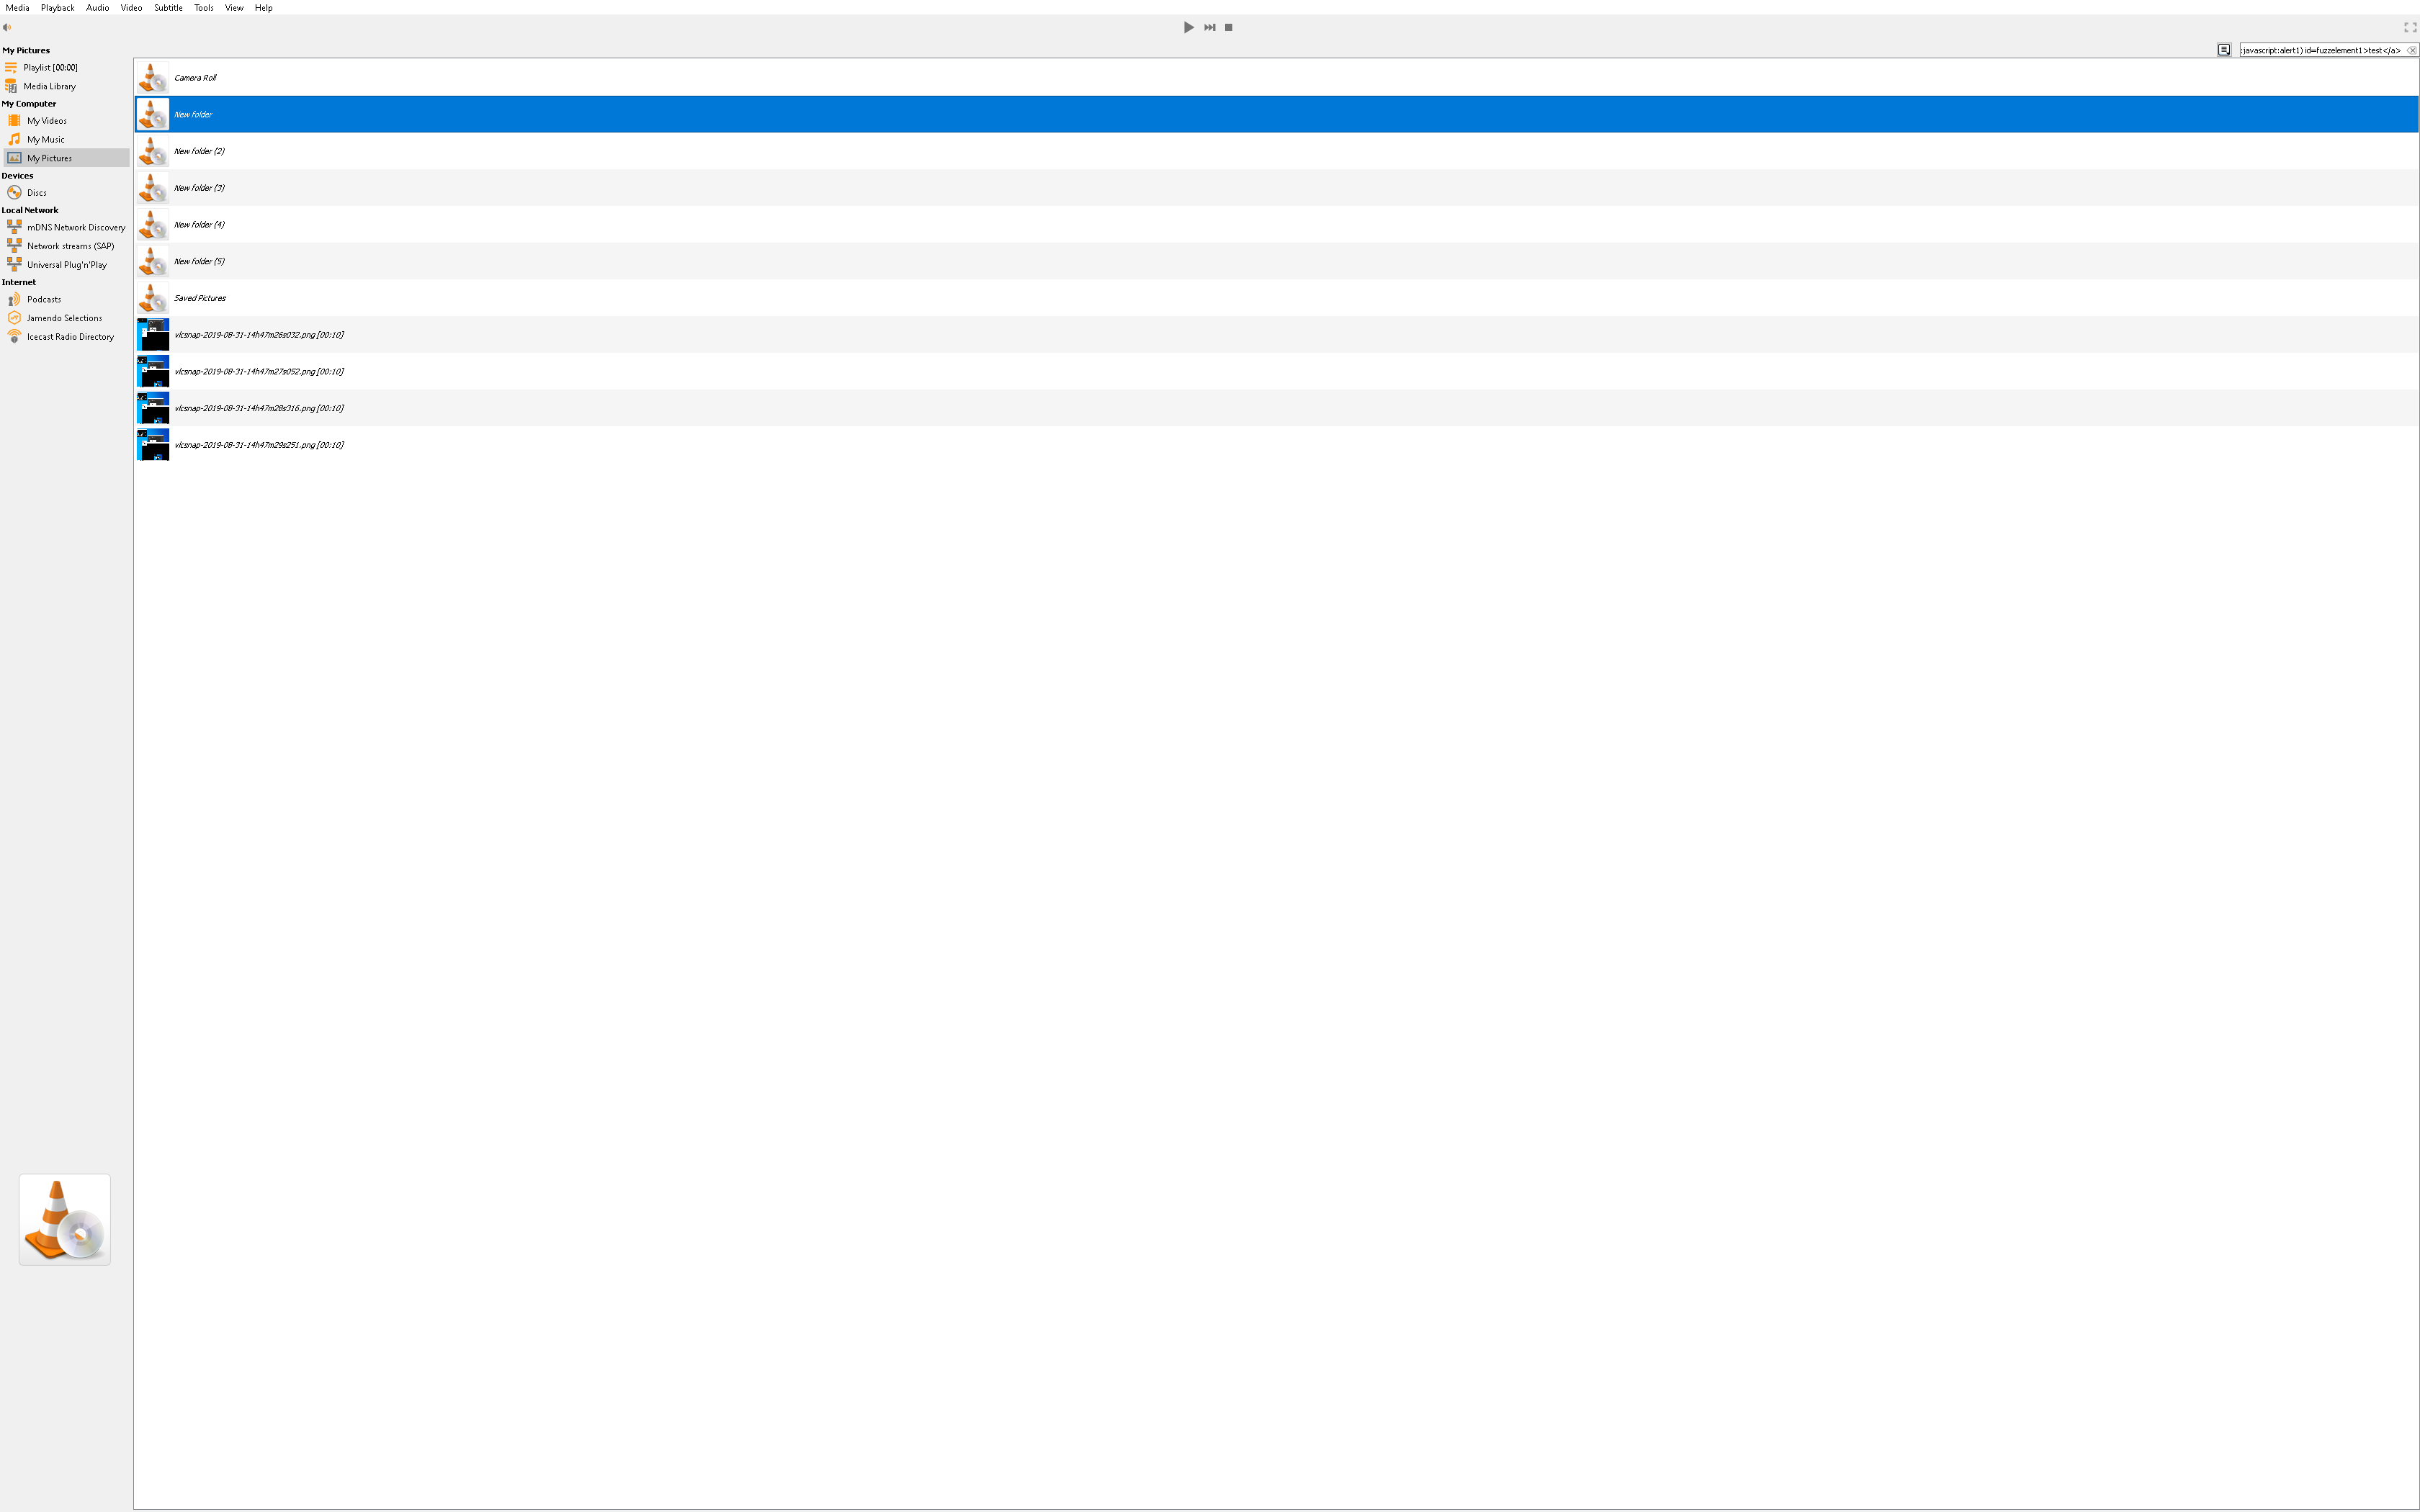 Media Playback Audio Video Subtitle Tools View Help
My Pictures
:javascript:alert1) id=fuzzelement1>test</a>
Playlist [00:00]
Media Library
My Computer
My Videos
My Music
My Pictures
Devices
Discs
Local Network
mDNS Network Discovery
Network streams (SAP)
Universal Plug'n'Play
Internet
Podcasts
Jamendo Selections
Icecast Radio Directory
Camera Roll
New folder
New folder (2)
New folder (3)
New folder (4)
New folder (5)
Saved Pictures
vlcsnap-2019-08-31-14h47m26s032.png [00:10]
vlcsnap-2019-08-31-14h47m27s052.png [00:10]
vlcsnap-2019-08-31-14h47m28s316.png [00:10]
vlcsnap-2019-08-31-14h47m29s251.png [00:10]